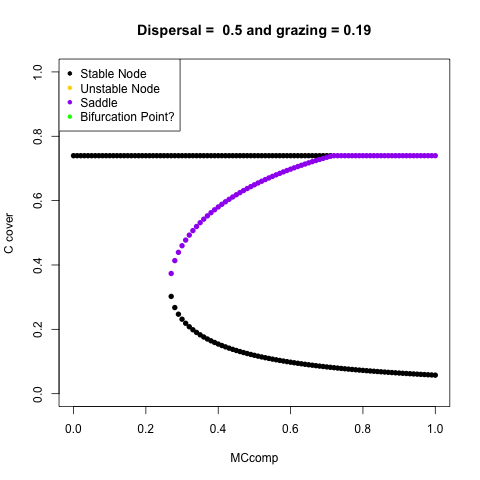 Dispersal =  0.5 and grazing = 0.19
Stable Node
Unstable Node
Saddle
Bifurcation Point?
1.0
0.8
0.6
0.4
0.2
0.0
C cover
0.0 0.2 0.4 0.6 0.8 1.0
MCcomp